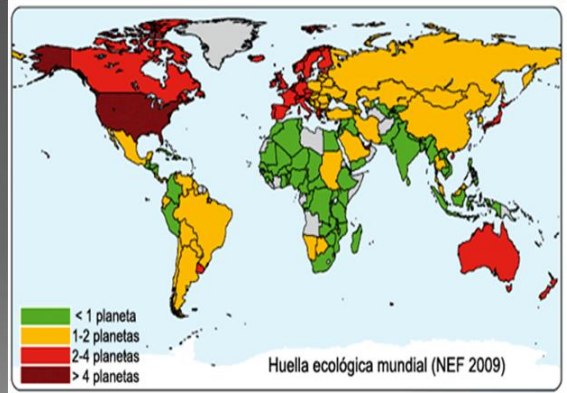 < 1 planeta
1-2 planetas
2-4 planetas
> 4 planetas
Huella ecológica mundial (NEF 2009)